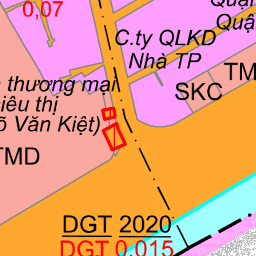 0,07
Quậ
Quậ
C.ty QLKD
Nhà TP
TM
SKC
thương mại
iêu thị
Võ Văn Kiệt)
TMD
DGT 2020
DGT 0,015